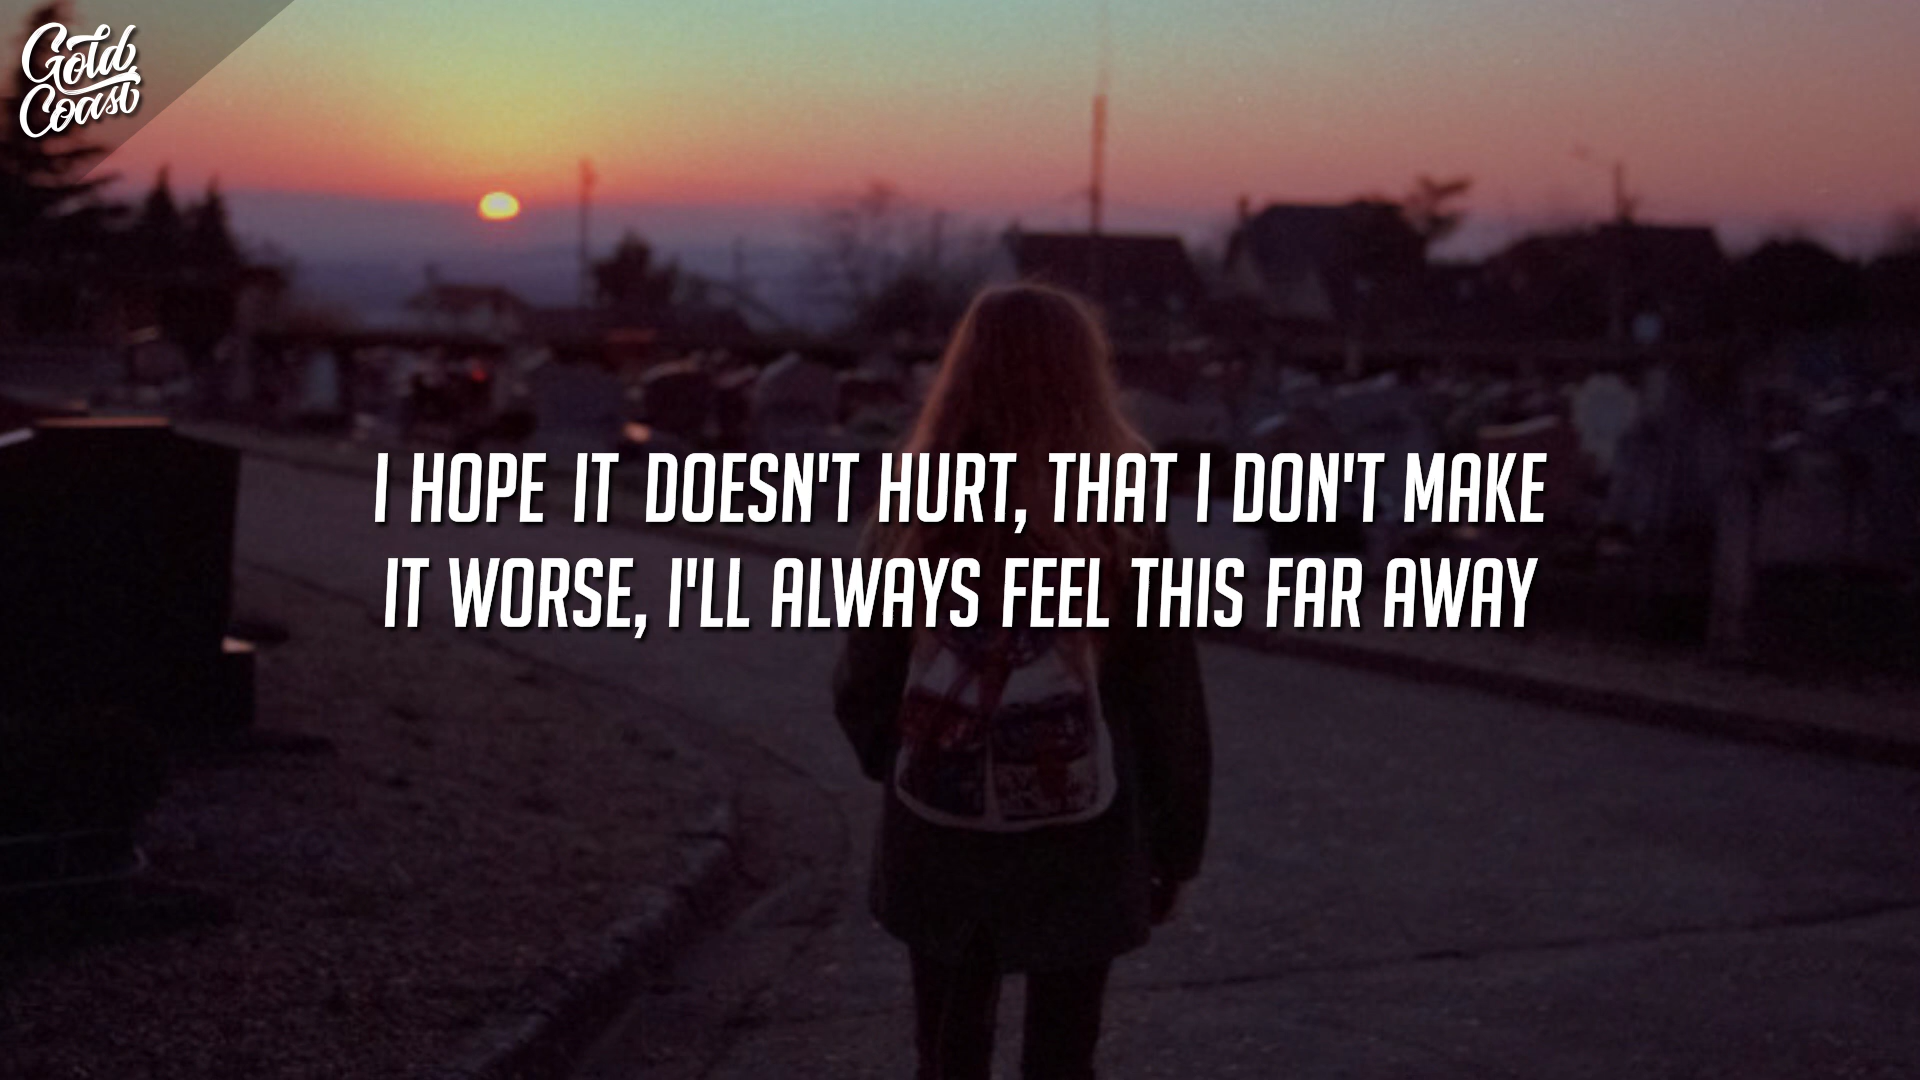 Gold
Coast
I HOPE IT DOESN'T HURT, THAT I DON'T MAKE
IT WORSE, I'LL ALWAYS FEEL THIS FAR AWAY